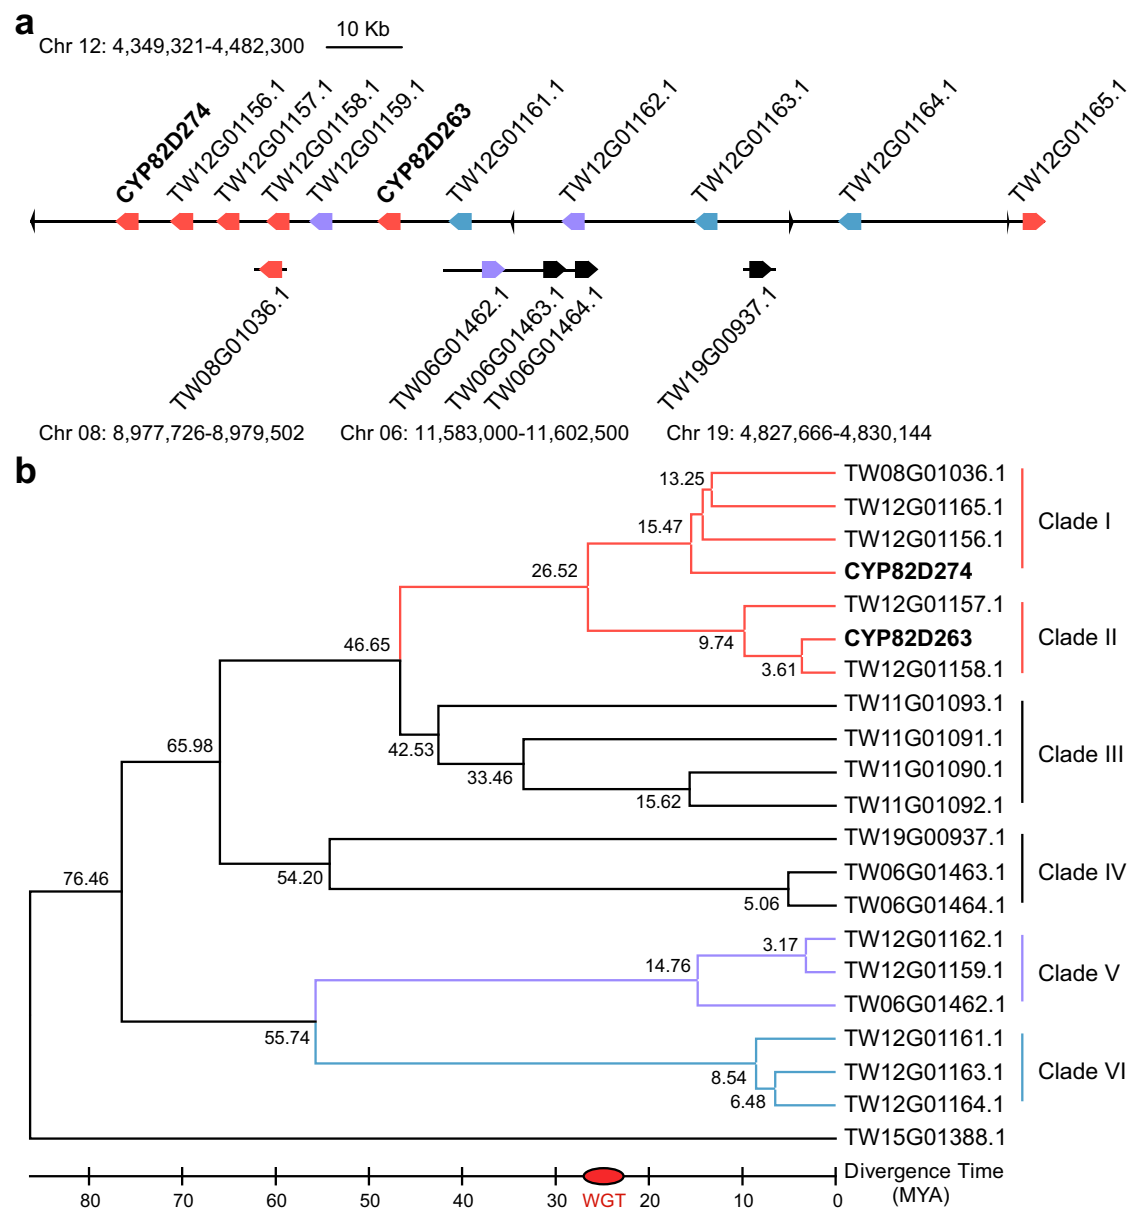 a
Chr 12: 4,349,321-4,482,300
10 Kb
CYP82D274
TW12G01156.1
TW12G01157.1
TW12G01158.1
TW12G01159.1
CYP82D263
TW12G01161.1
TW12G01162.1
TW12G01163.1
TW12G01164.1
TW12G01165.1
TW08G01036.1
TW06G01462.1
TW06G01463.1
TW06G01464.1
TW19G00937.1
Chr 08: 8,977,726-8,979,502
Chr 06: 11,583,000-11,602,500
Chr 19: 4,827,666-4,830,144
b
13.25
TW08G01036.1
TW12G01165.1
Clade I
15.47
TW12G01156.1
26.52
CYP82D274
TW12G01157.1
9.74
CYP82D263
Clade II
46.65
3.61
TW12G01158.1
TW11G01093.1
65.98
42.53
TW11G01091.1
Clade III
33.46
TW11G01090.1
15.62
TW11G01092.1
TW19G00937.1
76.46
54.20
TW06G01463.1
Clade IV
5.06
TW06G01464.1
3.17
TW12G01162.1
14.76
TW12G01159.1
Clade V
TW06G01462.1
55.74
TW12G01161.1
8.54
TW12G01163.1
Clade VI
6.48
TW12G01164.1
TW15G01388.1
Divergence Time
(MYA)
80 70 60 50 40 30 WGT 20 10 0